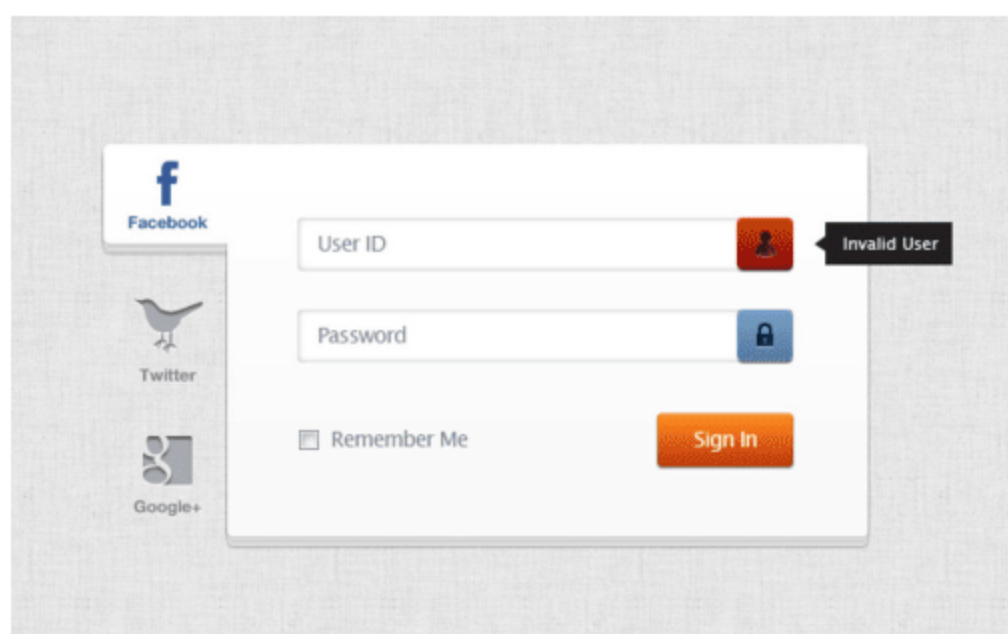 Facebook
User ID
Invalid User
Password
Twitter
Remember Me
Sign In
Google+